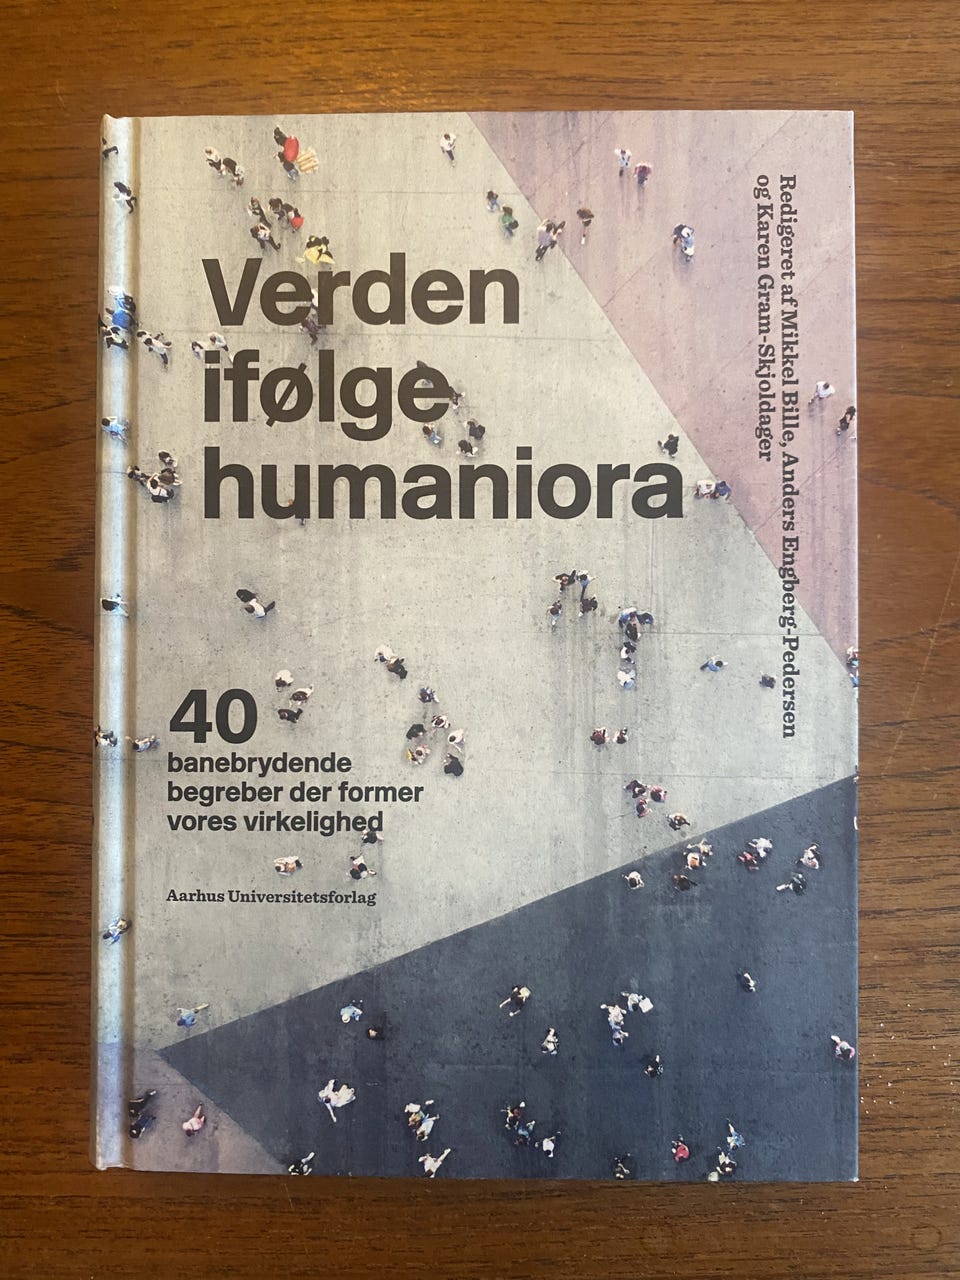 Verden
ifølge
humaniora
40
banebrydende
begreber der former
vores virkelighed
Aarhus Universitetsforlag
Redigeret af Mikkel Bille, Anders Engberg-Pedersen
og Karen Gram-Skjoldager